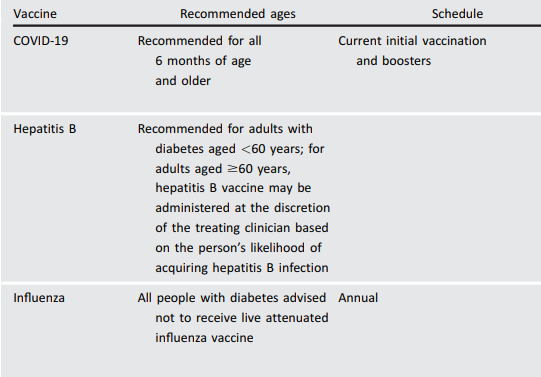 Vaccine Recommended ages Schedule
COVID-19 Recommended for all Current initial vaccination
6 months of age and boosters
and older
Hepatitis B Recommended for adults with
diabetes aged <60 years; for
adults aged ≥60 years,
hepatitis B vaccine may be
administered at the discretion
of the treating clinician based
on the person's likelihood of
acquiring hepatitis B infection
Influenza All people with diabetes advised Annual
not to receive live attenuated
influenza vaccine